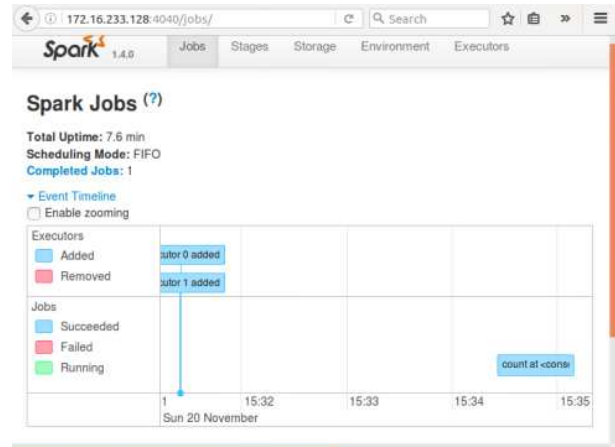 172.16.233.128:4040/jobs/
Search
Spark 1.4.0
Jobs
Stages
Storage
Environment
Executors
Spark Jobs (?)
Total Uptime: 7.6 min
Scheduling Mode: FIFO
Completed Jobs: 1
Event Timeline
Enable zooming
Executors
Added
Removed
utor 0 added
utor 1 added
Jobs
Succeeded
Failed
Running
count at <cons
1 15:32 15:33 15:34 15:35
Sun 20 November